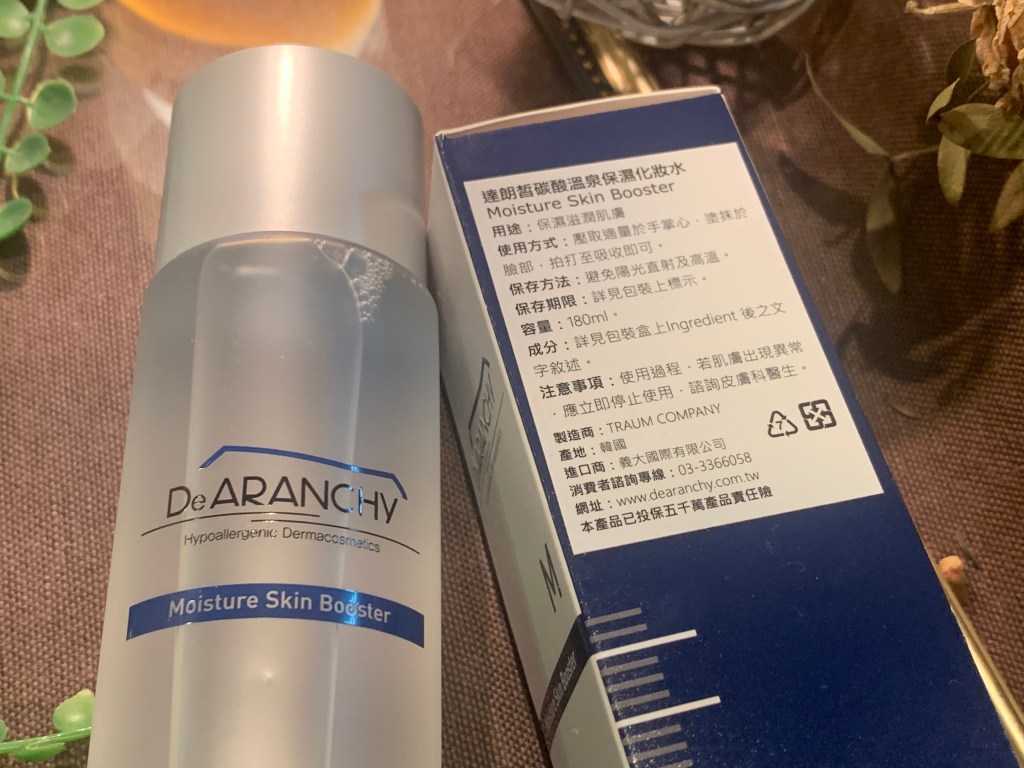 DeARANCHY
Hypoallergenic Dermacosmetics
Moisture Skin Booster
達朗皙碳酸溫泉保濕化妝水
Moisture Skin Booster
用途：保濕滋潤肌膚
使用方式：壓取適量於手掌心，塗抹於
臉部，拍打至吸收即可。
保存方法：避免陽光直射及高溫。
保存期限：詳見包裝上標示。
容量：180ml。
成分：詳見包裝盒上Ingredient 後之文
字敘述。
注意事項：使用過程，若肌膚出現異常
，應立即停止使用，諮詢皮膚科醫生。
製造商：TRAUM COMPANY
產地：韓國
進口商：義大國際有限公司
消費者諮詢專線：03-3366058
網址：www.dearanchy.com.tw
本產品已投保五千萬產品責任險
7
DeARANCHY
M
Skin Booster